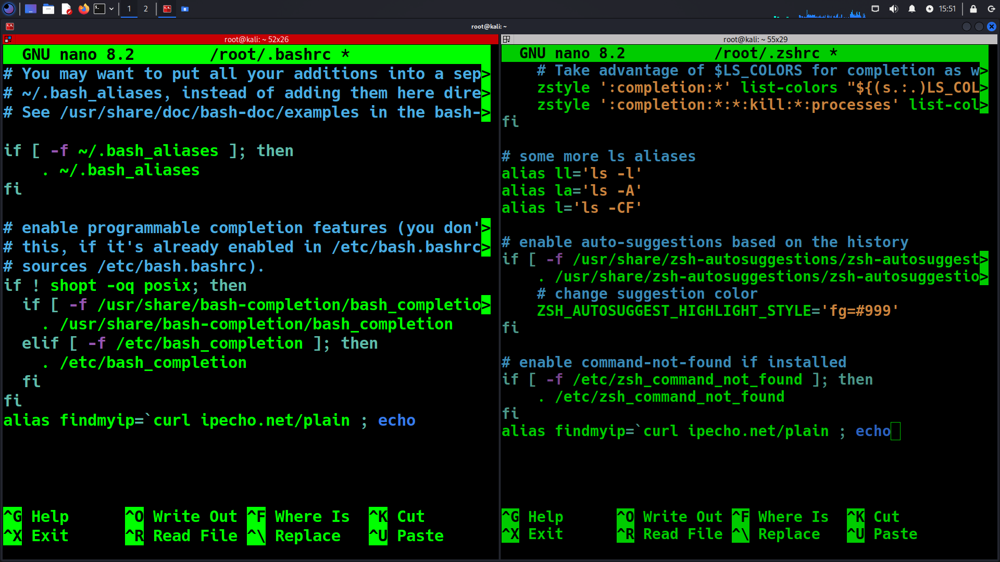 1
2
15:51
root@kali: ~
root@kali: ~ 52x26
GNU nano 8.2 /root/.bashrc *
# You may want to put all your additions into a sep>
# ~/.bash_aliases, instead of adding them here dire>
# See /usr/share/doc/bash-doc/examples in the bash->
if [ -f ~/.bash_aliases ]; then
. ~/.bash_aliases
fi
# enable programmable completion features (you don'>
# this, if it's already enabled in /etc/bash.bashrc>
# sources /etc/bash.bashrc).
if ! shopt -oq posix; then
if [ -f /usr/share/bash-completion/bash_completio>
. /usr/share/bash-completion/bash_completion
elif [ -f /etc/bash_completion ]; then
. /etc/bash_completion
fi
fi
alias findmyip=`curl ipecho.net/plain ; echo
^G Help ^O Write Out ^F Where Is ^K Cut
^X Exit ^R Read File ^\ Replace ^U Paste
root@kali: ~ 55x29
GNU nano 8.2 /root/.zshrc *
# Take advantage of $LS_COLORS for completion as w>
zstyle ':completion:*' list-colors "${(s.:.)LS_COL>
zstyle ':completion:*:*:kill:*:processes' list-col>
fi
# some more ls aliases
alias ll='ls -l'
alias la='ls -A'
alias l='ls -CF'
# enable auto-suggestions based on the history
if [ -f /usr/share/zsh-autosuggestions/zsh-autosuggest>
. /usr/share/zsh-autosuggestions/zsh-autosuggestio>
# change suggestion color
ZSH_AUTOSUGGEST_HIGHLIGHT_STYLE='fg=#999'
fi
# enable command-not-found if installed
if [ -f /etc/zsh_command_not_found ]; then
. /etc/zsh_command_not_found
fi
alias findmyip=`curl ipecho.net/plain ; echo
^G Help ^O Write Out ^F Where Is ^K Cut
^X Exit ^R Read File ^\ Replace ^U Paste